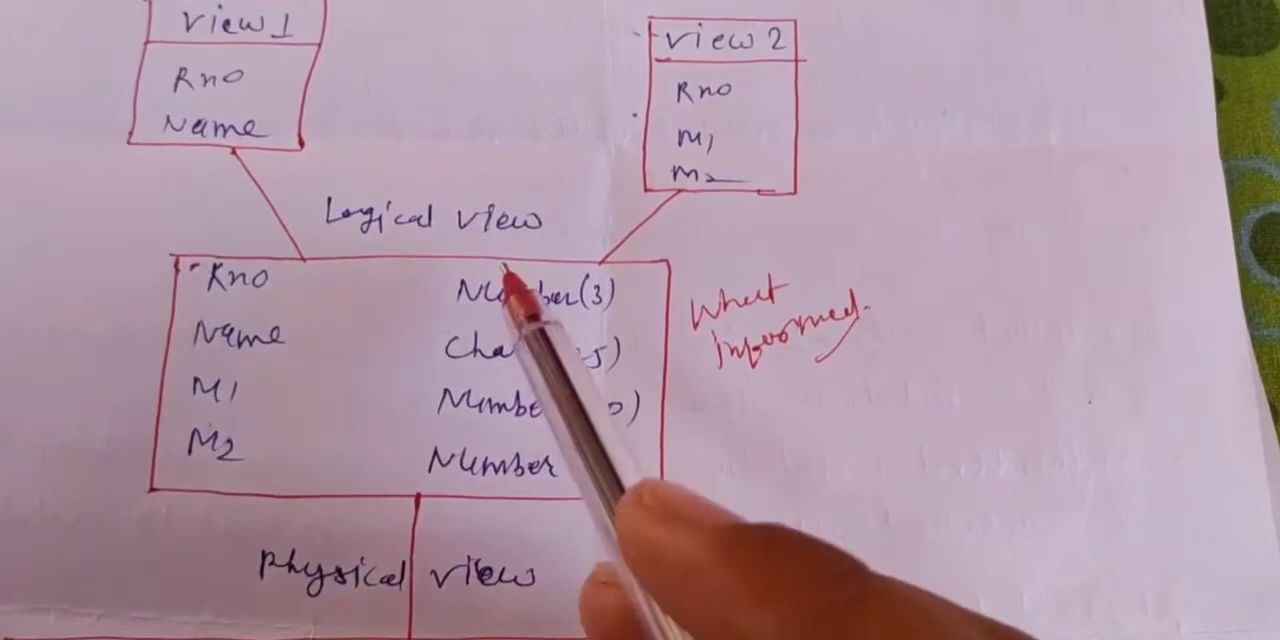 View 1
Rno
Name
View 2
Rno
M1
M2
Logical view
Rno Number(3)
Name
M1
M2 Number
What
Physical view